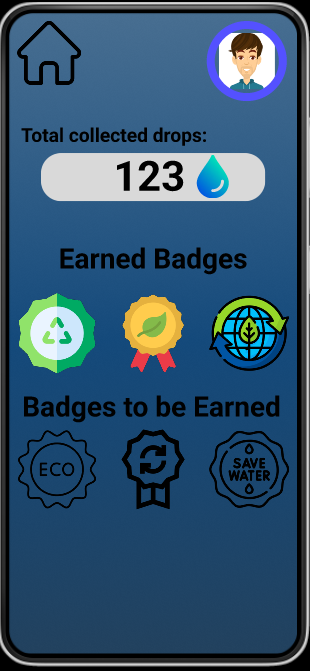 Total collected drops:
123
Earned Badges
Badges to be Earned
ECO
SAVE
WATER